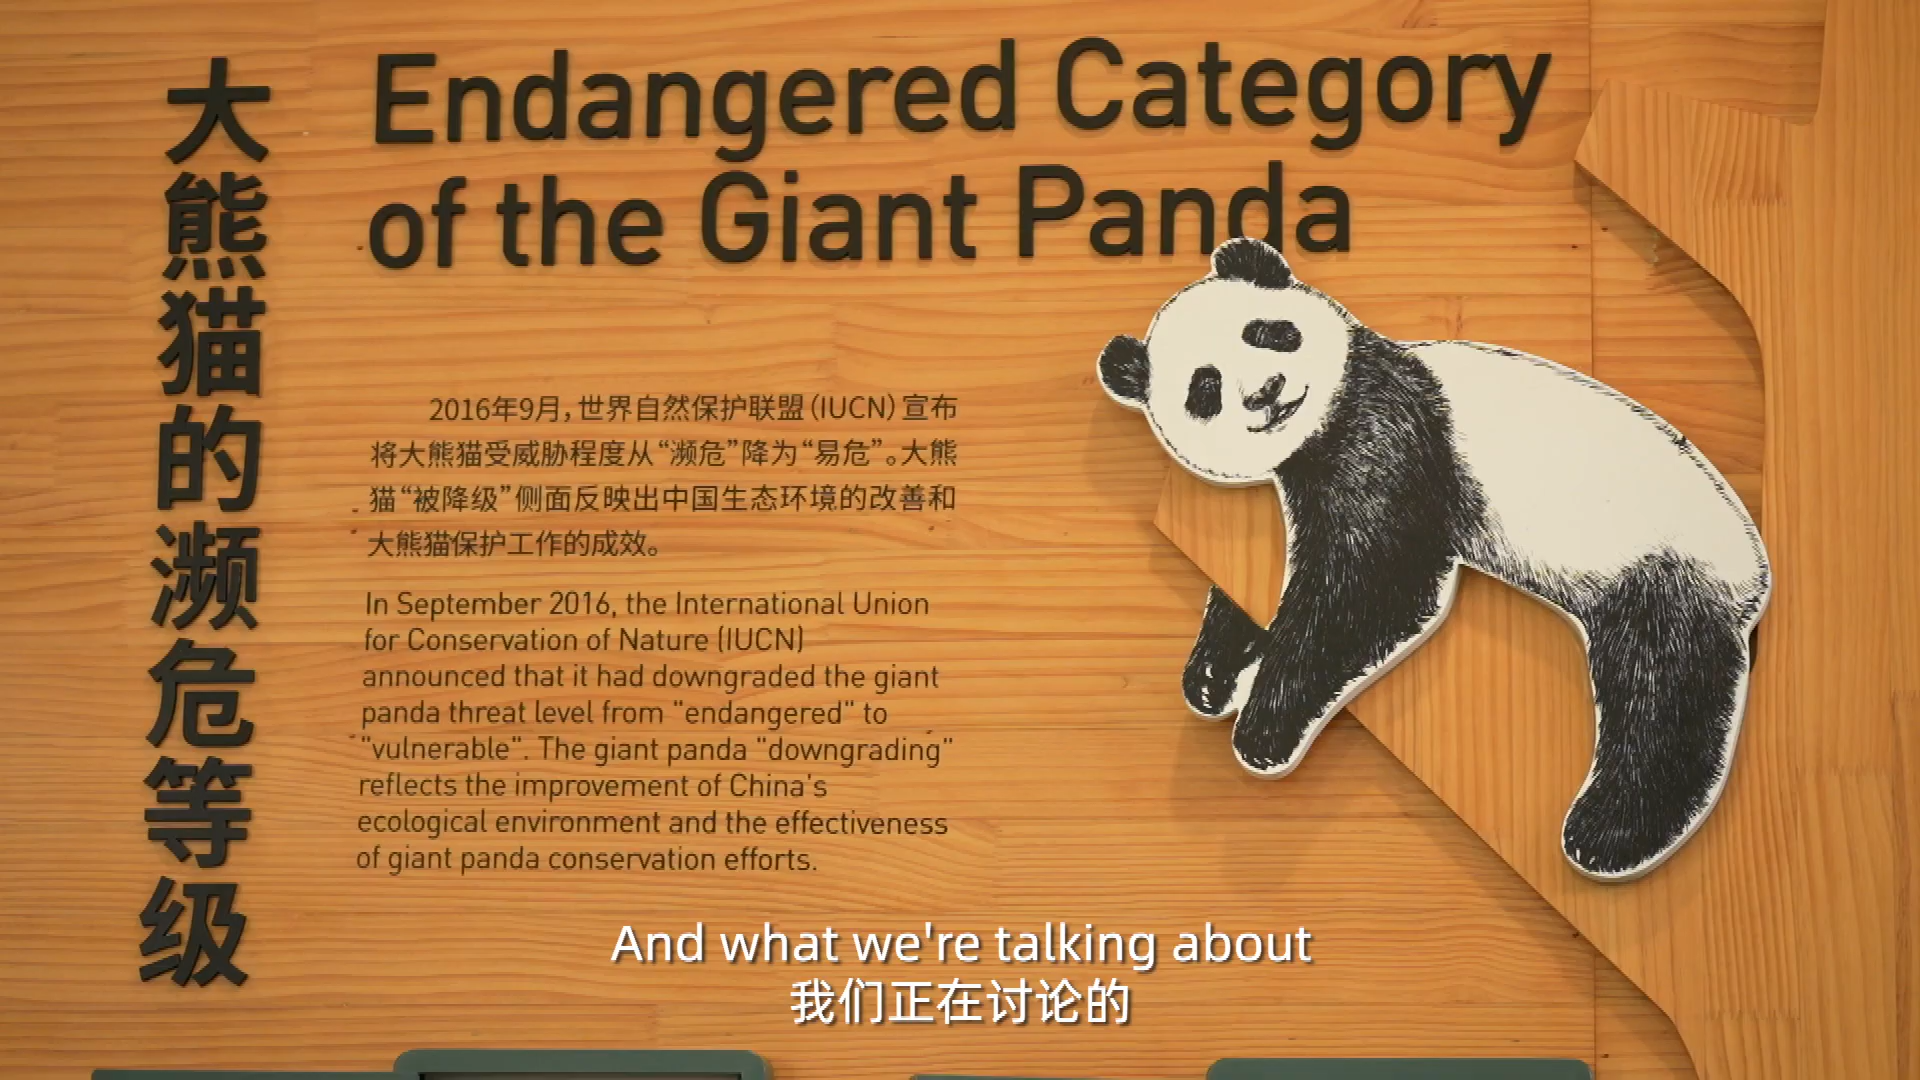 大熊猫的濒危等级
Endangered Category
of the Giant Panda
2016年9月，世界自然保护联盟（IUCN）宣布
将大熊猫受威胁程度从“濒危”降为“易危”。大熊
猫“被降级”侧面反映出中国生态环境的改善和
大熊猫保护工作的成效。
In September 2016, the International Union
for Conservation of Nature (IUCN)
announced that it had downgraded the giant
panda threat level from "endangered" to
"vulnerable". The giant panda "downgrading"
reflects the improvement of China's
ecological environment and the effectiveness
of giant panda conservation efforts.
And what we're talking about
我们正在讨论的